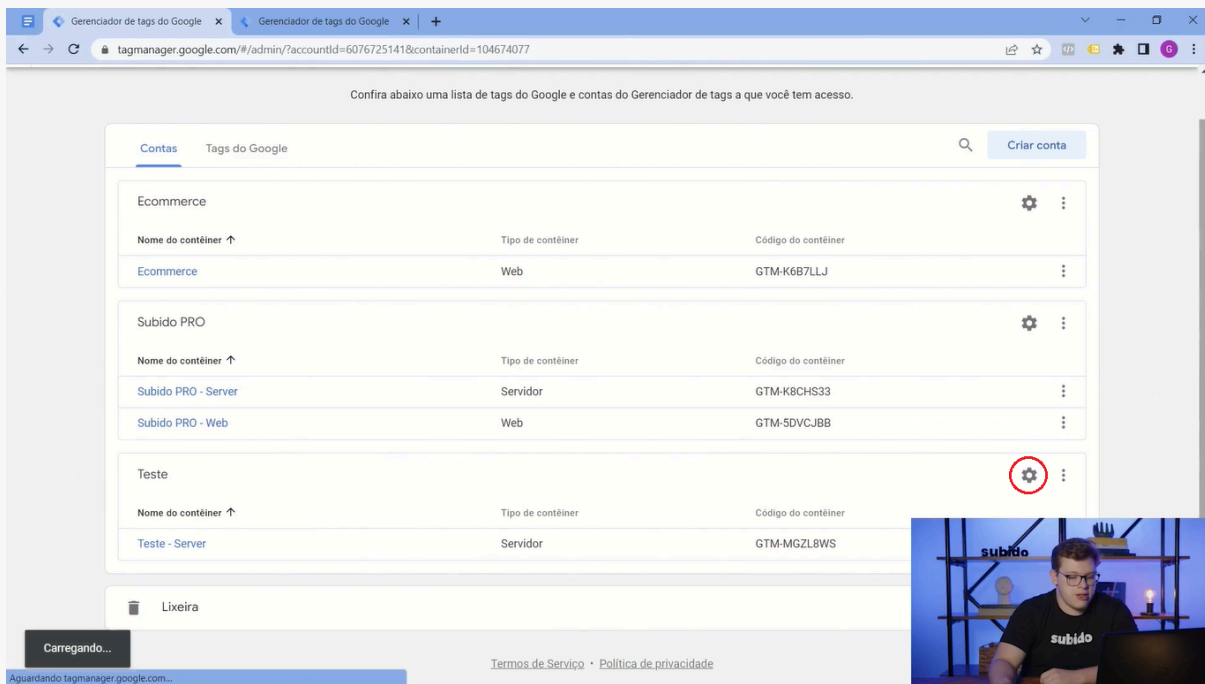 Gerenciador de tags do Google
Gerenciador de tags do Google
tagmanager.google.com/#/admin/?accountId=6076725141&containerId=104674077
G
Confira abaixo uma lista de tags do Google e contas do Gerenciador de tags a que você tem acesso.
Contas Tags do Google Criar conta
Ecommerce
Nome do contêiner Tipo de contêiner Código do contêiner
Ecommerce Web GTM-K6B7LLJ
Subido PRO
Nome do contêiner Tipo de contêiner Código do contêiner
Subido PRO - Server Servidor GTM-K8CHS33
Subido PRO - Web Web GTM-5DVCJBB
Teste
Nome do contêiner Tipo de contêiner Código do contêiner
Teste - Server Servidor GTM-MGZL8WS
subido
Lixeira
subido
Carregando...
Termos de Serviço • Política de privacidade
Aguardando tagmanager.google.com...